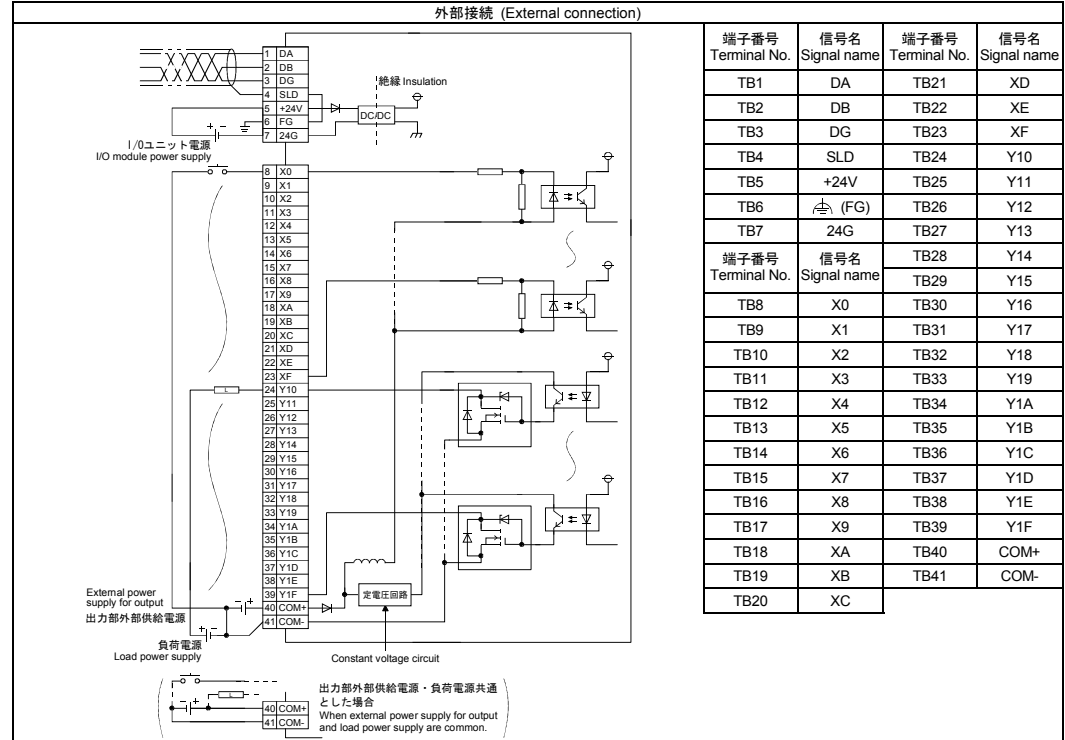 外部接続 (External connection)
1 DA
2 DB
3 DG
4 SLD
5 +24V
6 FG
7 24G
絶縁 Insulation
DC/DC
+ -
I/Oユニット電源
I/O module power supply
8 X0
9 X1
10 X2
11 X3
12 X4
13 X5
14 X6
15 X7
16 X8
17 X9
18 XA
19 XB
20 XC
21 XD
22 XE
23 XF
24 Y10
25 Y11
26 Y12
27 Y13
28 Y14
29 Y15
30 Y16
31 Y17
32 Y18
33 Y19
34 Y1A
35 Y1B
36 Y1C
37 Y1D
38 Y1E
39 Y1F
40 COM+
41 COM-
L
External power
supply for output
出力部外部供給電源
- +
+ -
負荷電源
Load power supply
定電圧回路
Constant voltage circuit
L
- +
40 COM+
41 COM-
出力部外部供給電源・負荷電源共通
とした場合
When external power supply for output
and load power supply are common.
端子番号 信号名 端子番号 信号名
Terminal No. Signal name Terminal No. Signal name
TB1 DA TB21 XD
TB2 DB TB22 XE
TB3 DG TB23 XF
TB4 SLD TB24 Y10
TB5 +24V TB25 Y11
TB6 (FG) TB26 Y12
TB7 24G TB27 Y13
端子番号 信号名 TB28 Y14
Terminal No. Signal name TB29 Y15
TB8 X0 TB30 Y16
TB9 X1 TB31 Y17
TB10 X2 TB32 Y18
TB11 X3 TB33 Y19
TB12 X4 TB34 Y1A
TB13 X5 TB35 Y1B
TB14 X6 TB36 Y1C
TB15 X7 TB37 Y1D
TB16 X8 TB38 Y1E
TB17 X9 TB39 Y1F
TB18 XA TB40 COM+
TB19 XB TB41 COM-
TB20 XC